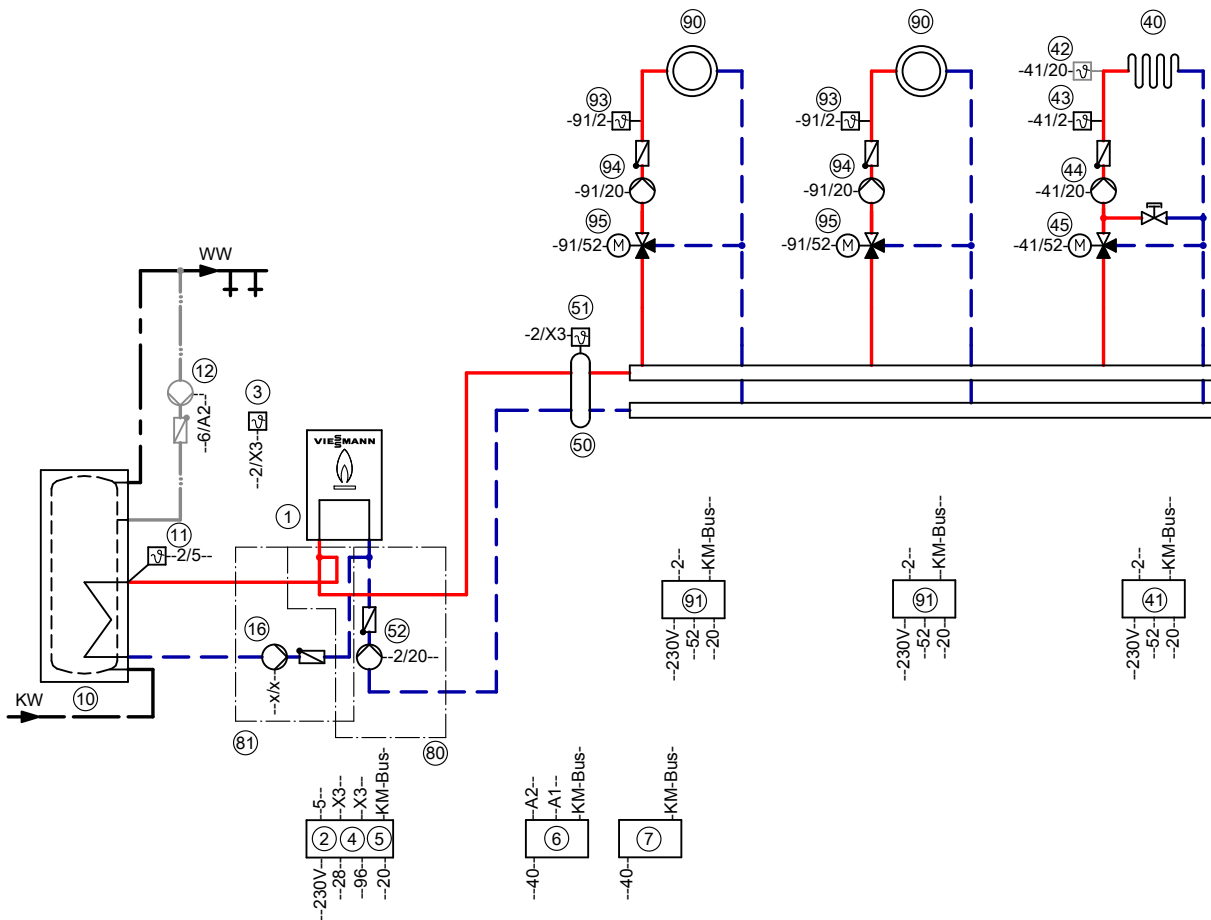 90
90
40
42
-41/20-
93
-91/2-
93
-91/2-
43
-41/2-
94
-91/20-
94
-91/20-
44
-41/20-
95
-91/52-
M
95
-91/52-
M
45
-41/52-
M
WW
51
-2/X3-
12
--6/A2--
3
--2/X3--
VIESMANN
50
1
11
--2/5--
16
--x/x--
52
--2/20--
10
KW
81
80
--2--
KM-Bus--
91
--230V--
--52--
--20--
--2--
KM-Bus--
91
--230V--
--52--
--20--
--2--
KM-Bus--
41
--230V--
--52--
--20--
--5--
--X3--
--X3--
KM-Bus-
2
4
5
--230V--
--28--
--96--
--20--
--A2--
--A1--
KM-Bus--
6
--40--
KM-Bus--
7
--40--